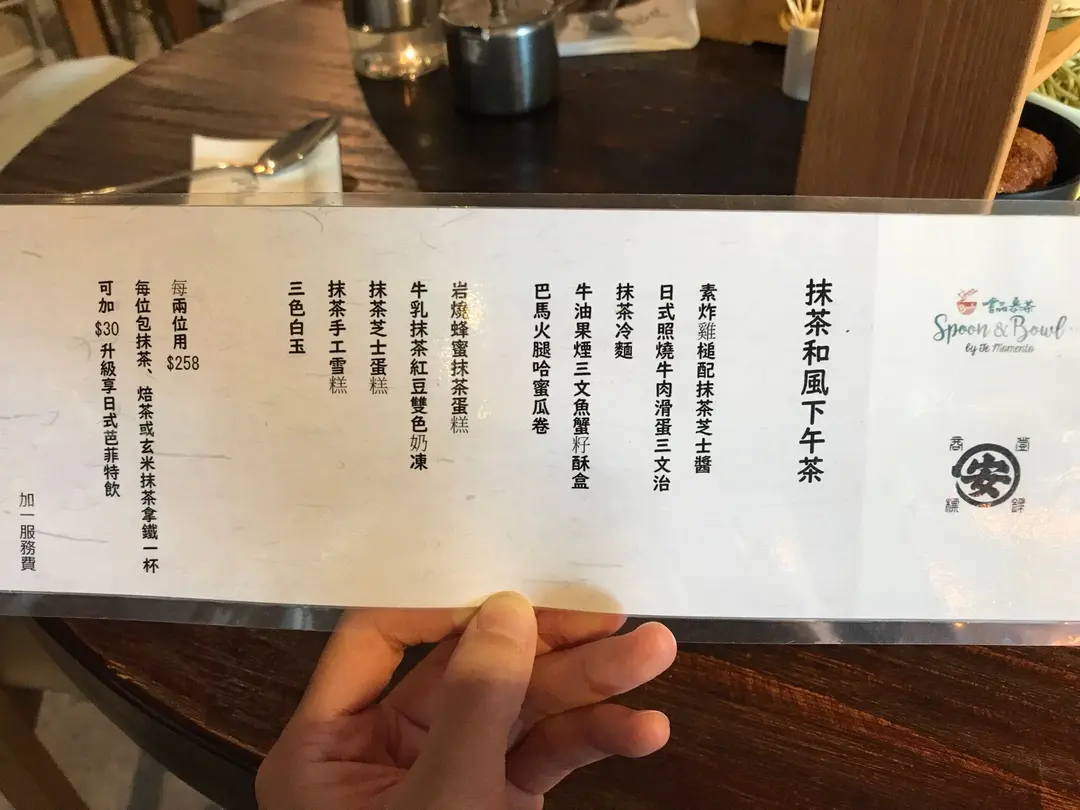 Spoon & Bowl
by Te Momento
安
抹茶和風下午茶
素炸雞槌配抹茶芝士醬
日式照燒牛肉滑蛋三文治
抹茶冷麵
牛油果煙三文魚蟹籽酥盒
巴馬火腿哈蜜瓜卷
岩燒蜂蜜抹茶蛋糕
牛乳抹茶紅豆雙色奶凍
抹茶芝士蛋糕
抹茶手工雪糕
三色白玉
每兩位用 $258
每位包抹茶、焙茶或玄米抹茶拿鐵一杯
可加 $30 升級享日式芭菲特飲
加一服務費